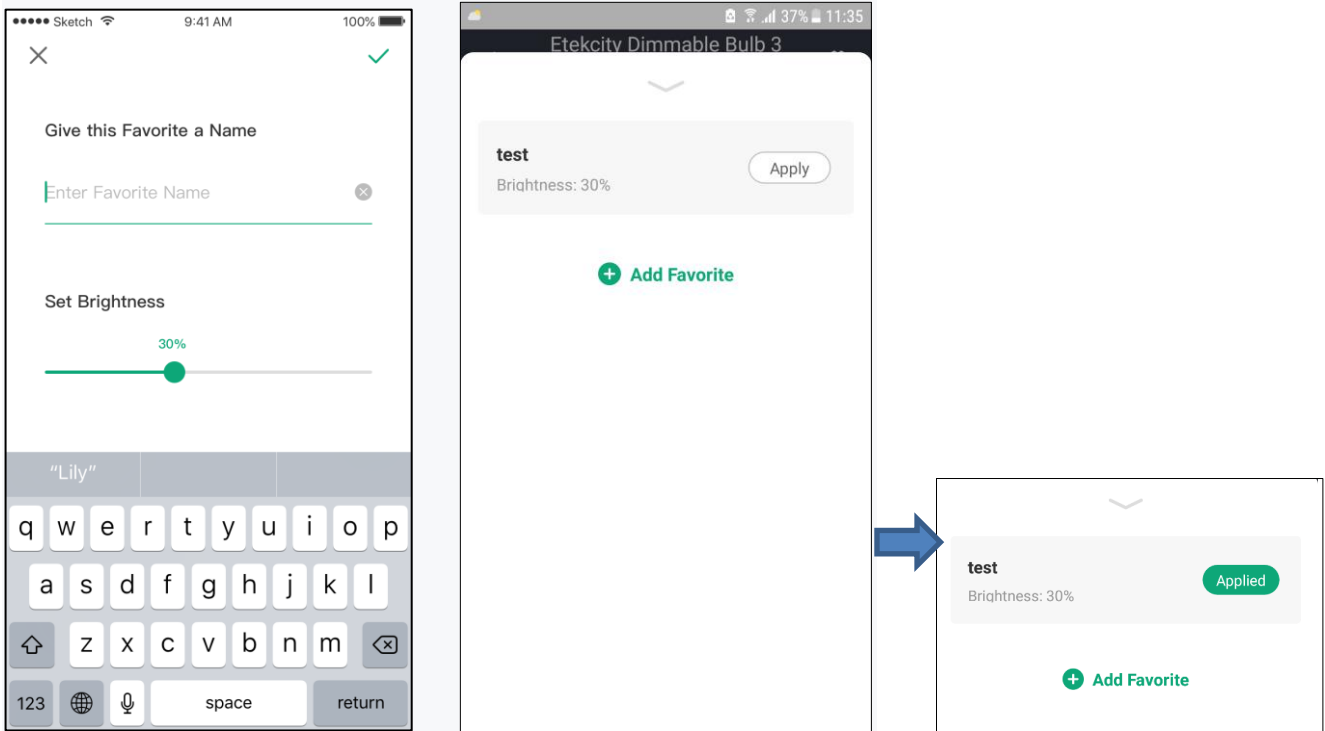 Sketch 9:41 AM 100%
Give this Favorite a Name
Enter Favorite Name
Set Brightness
30%
"Lily"
q w e r t y u i o p
a s d f g h j k l
z x c v b n m
123 space return
37% 11:35
Etekcity Dimmable Bulb 3
test
Apply
Brightness: 30%
Add Favorite
test
Applied
Brightness: 30%
Add Favorite